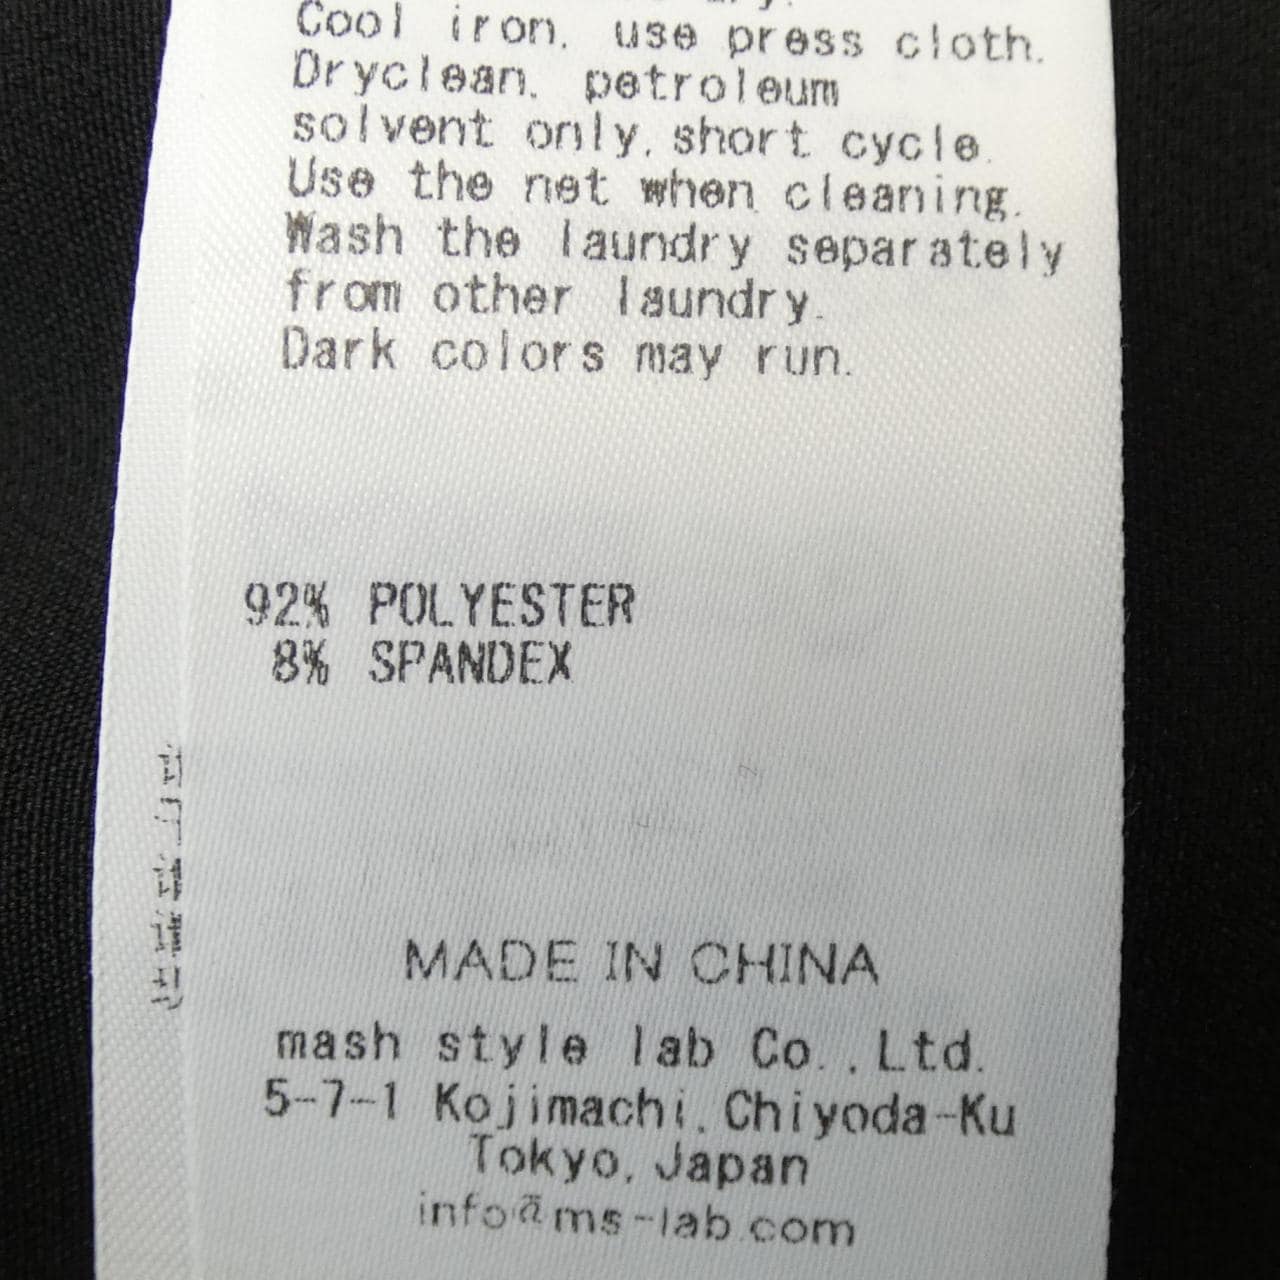 Cool iron, use press cloth.
Dryclean, petroleum
solvent only, short cycle.
Use the net when cleaning.
Wash the laundry separately
from other laundry.
Dark colors may run.
92% POLYESTER
8% SPANDEX
MADE IN CHINA
mash style lab Co., Ltd.
5-7-1 Kojimachi, Chiyoda-Ku
Tokyo, Japan
info@ms-lab.com